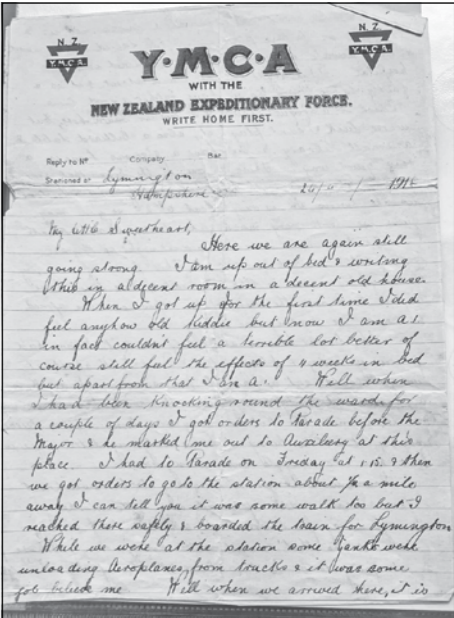 N.Z.
Y.M.C.A.
N.Z.
Y.M.C.A.
Y·M·C·A
WITH THE
NEW ZEALAND EXPEDITIONARY FORCE.
WRITE HOME FIRST.
Reply to Nº Company Bat.
Stationed at Lymington
Hampshire 191
My little Sweetheart,
Here we are again still
going strong. I am up out of bed & writing
this in a decent room in a decent old house.
When I got up for the first time I did
feel anyhow old kiddie but now I am A1
in fact couldn't feel a terrible lot better of
course still feel the effects of 4 weeks in bed
but apart from that I am A1. Well when
I had been knocking round the wards for
a couple of days I got orders to Parade before the
Major & he marked me out to Auxiliary at this
place. I had to Parade on Friday at 1.15. & then
we got orders to go to the station about a mile
away I can tell you it was some walk too but I
reached there safely & boarded the train for Lymington
While we were at the station some Yanks were
unloading Aeroplanes from trucks & it was some
job believe me Well when we arrived here, it is